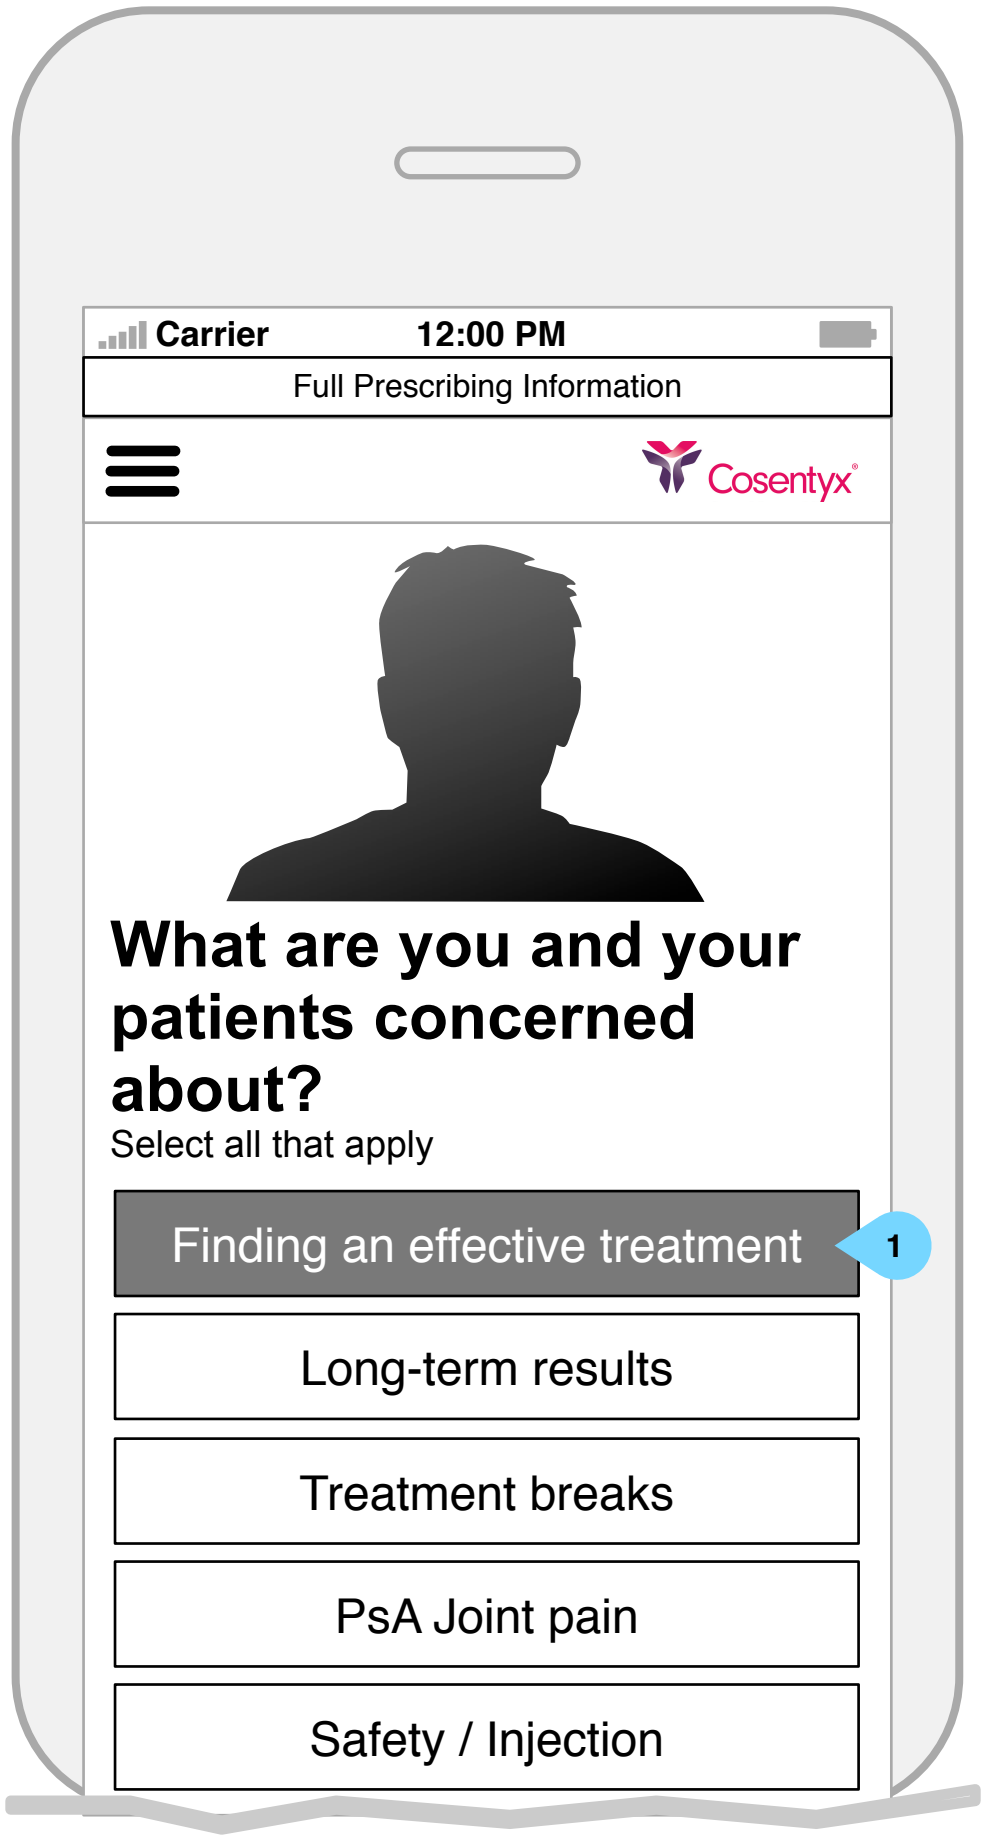 Carrier 12:00 PM
Full Prescribing Information
Cosentyx®
What are you and your
patients concerned
about?
Select all that apply
Finding an effective treatment
1
Long-term results
Treatment breaks
PsA Joint pain
Safety / Injection